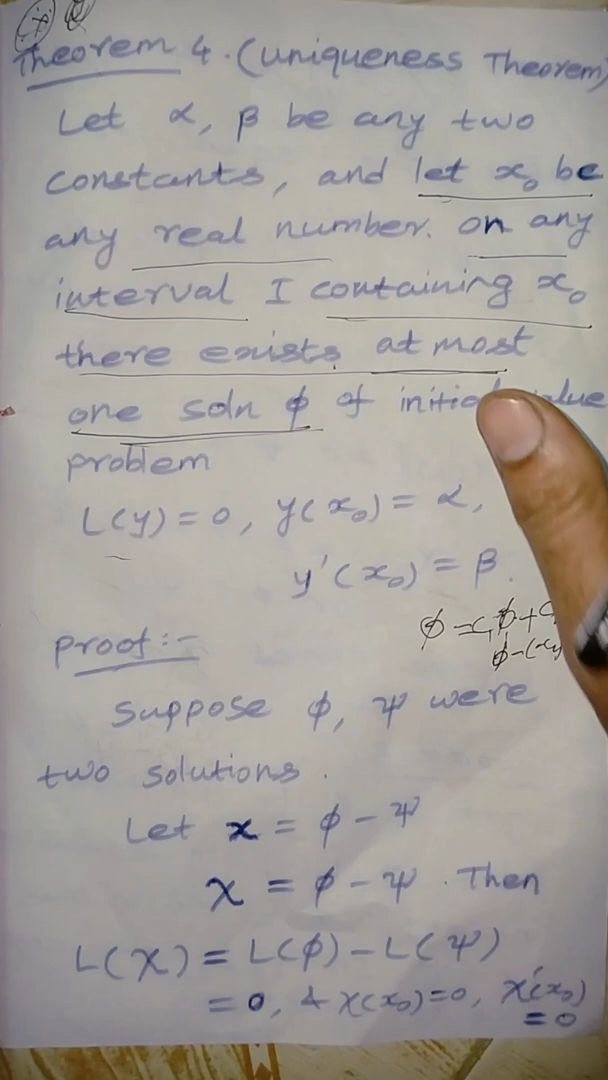 Theorem 4. (Uniqueness Theorem)
Let α, β be any two
constants, and let x₀ be
any real number. On any
interval I containing x₀
there exists at most
one soln φ of
problem
L(y) = 0, y(x₀) = α,
y'(x₀) = β.
Proof :-
Suppose φ, ψ were
two solutions.
Let x = φ - ψ
χ = φ - ψ. Then
L(χ) = L(φ) - L(ψ)
= 0, & χ(x₀) = 0, χ'(x₀)
= 0